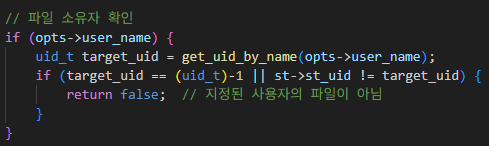 // 파일 소유자 확인
if (opts->user_name) {
    uid_t target_uid = get_uid_by_name(opts->user_name);
    if (target_uid == (uid_t)-1 || st->st_uid != target_uid) {
        return false;  // 지정된 사용자의 파일이 아님
    }
}